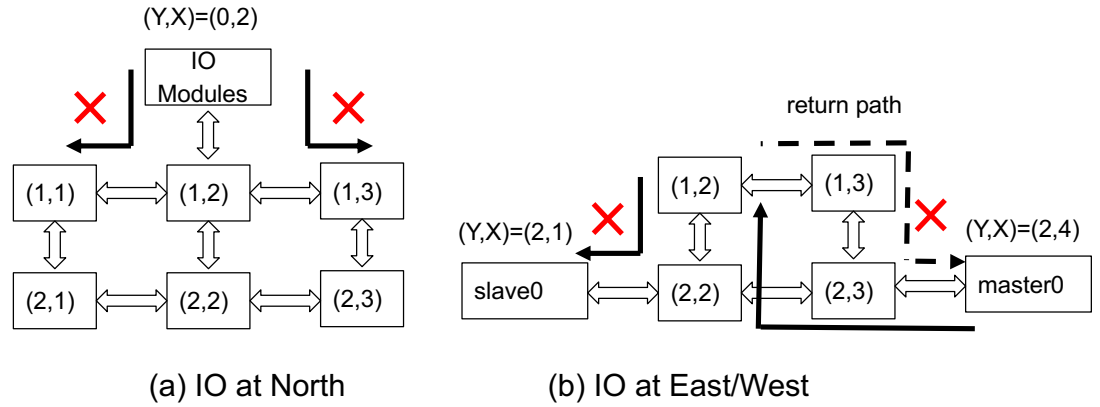 (Y,X)=(0,2)
IO
Modules
(1,1)
(1,2)
(1,3)
(2,1)
(2,2)
(2,3)
(a) IO at North
return path
(1,2)
(1,3)
(Y,X)=(2,1)
(Y,X)=(2,4)
slave0
(2,2)
(2,3)
master0
(b) IO at East/West